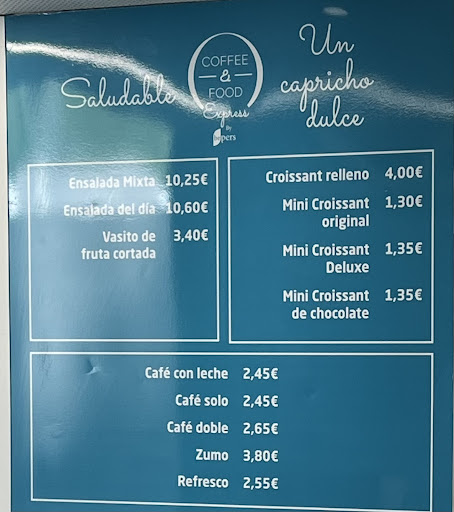 Saludable
COFFEE
&
FOOD
Express
By
Un
capricho
dulce
Ensalada Mixta 10,25€
Ensalada del día 10,60€
Vasito de 3,40€
fruta cortada
Croissant relleno 4,00€
Mini Croissant 1,30€
original
Mini Croissant 1,35€
Deluxe
Mini Croissant 1,35€
de chocolate
Café con leche 2,45€
Café solo 2,45€
Café doble 2,65€
Zumo 3,80€
Refresco 2,55€